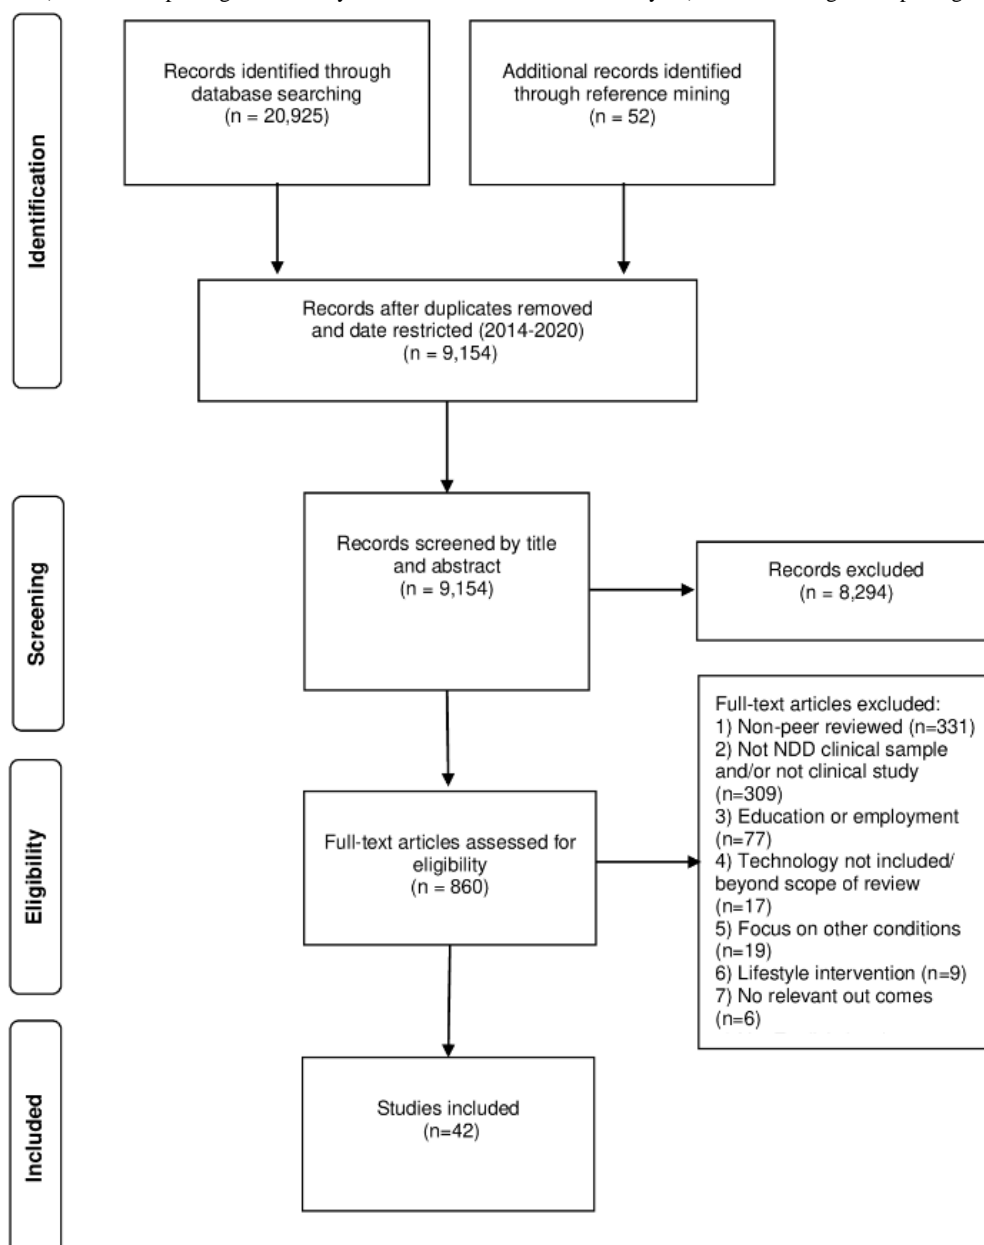 Records identified through
database searching
(n = 20,925)
Additional records identified
through reference mining
(n = 52)
Identification
Records after duplicates removed
and date restricted (2014-2020)
(n = 9,154)
Records screened by title
and abstract
(n = 9,154)
Records excluded
(n = 8,294)
Screening
Full-text articles assessed for
eligibility
(n = 860)
Full-text articles excluded:
1) Non-peer reviewed (n=331)
2) Not NDD clinical sample
and/or not clinical study
(n=309)
3) Education or employment
(n=77)
4) Technology not included/
beyond scope of review
(n=17)
5) Focus on other conditions
(n=19)
6) Lifestyle intervention (n=9)
7) No relevant out comes
(n=6)
Eligibility
Studies included
(n=42)
Included